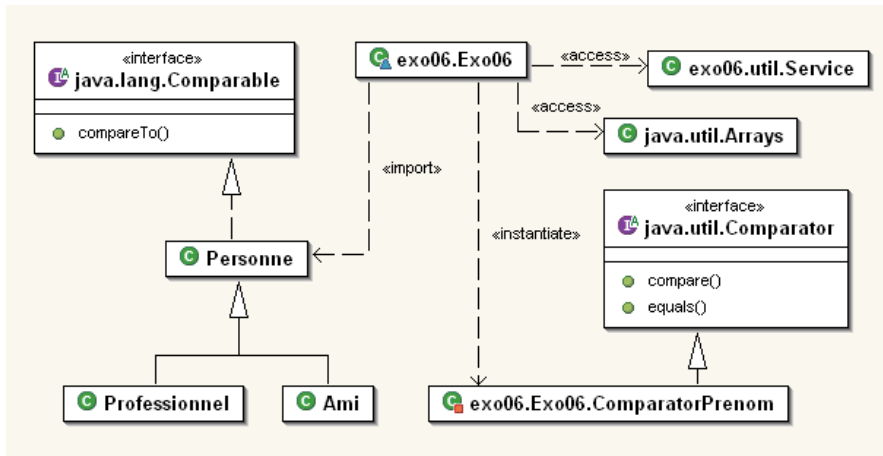 «interface»
java.lang.Comparable
compareTo()
exo06.Exo06
«access»
exo06.util.Service
«access»
java.util.Arrays
«import»
«instantiate»
«interface»
java.util.Comparator
compare()
equals()
Personne
Professionnel
Ami
exo06.Exo06.ComparatorPrenom